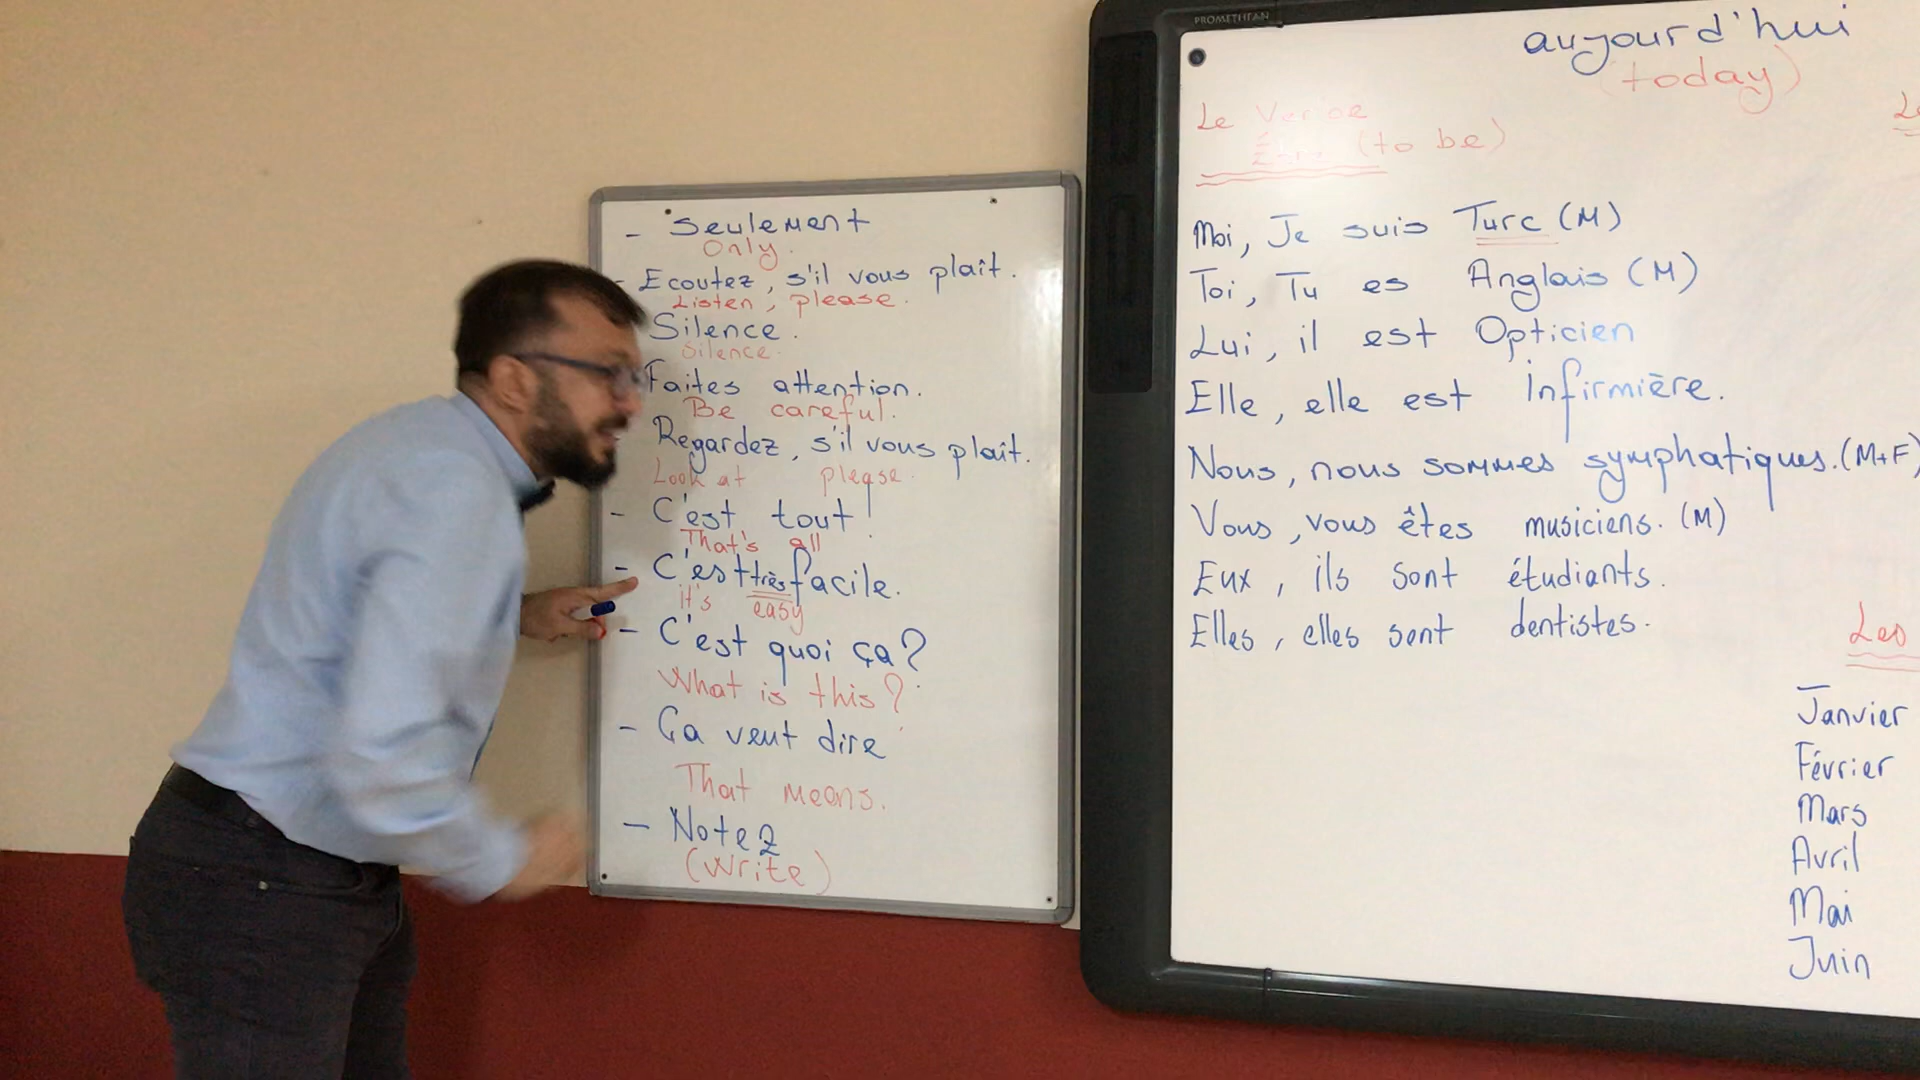 - Seulement
Only.
- Ecoutez, s'il vous plaît.
Listen, please.
Silence.
Silence.
Faites attention.
Be careful.
Regardez, s'il vous plaît.
Look at please.
- C'est tout!
That's all
- C'est très facile.
it's easy
- C'est quoi ça?
What is this?
- Ça veut dire
That means.
- Notez
(Write)
PROMETHEAN
aujourd'hui
(today)
Le Verbe
Être (to be)
Moi, Je suis Turc (M)
Toi, Tu es Anglais (M)
Lui, il est Opticien
Elle, elle est Infirmière.
Nous, nous sommes symphatiques. (M+F)
Vous, vous êtes musiciens. (M)
Eux, ils sont étudiants.
Elles, elles sont dentistes.
Les
Janvier
Février
Mars
Avril
Mai
Juin